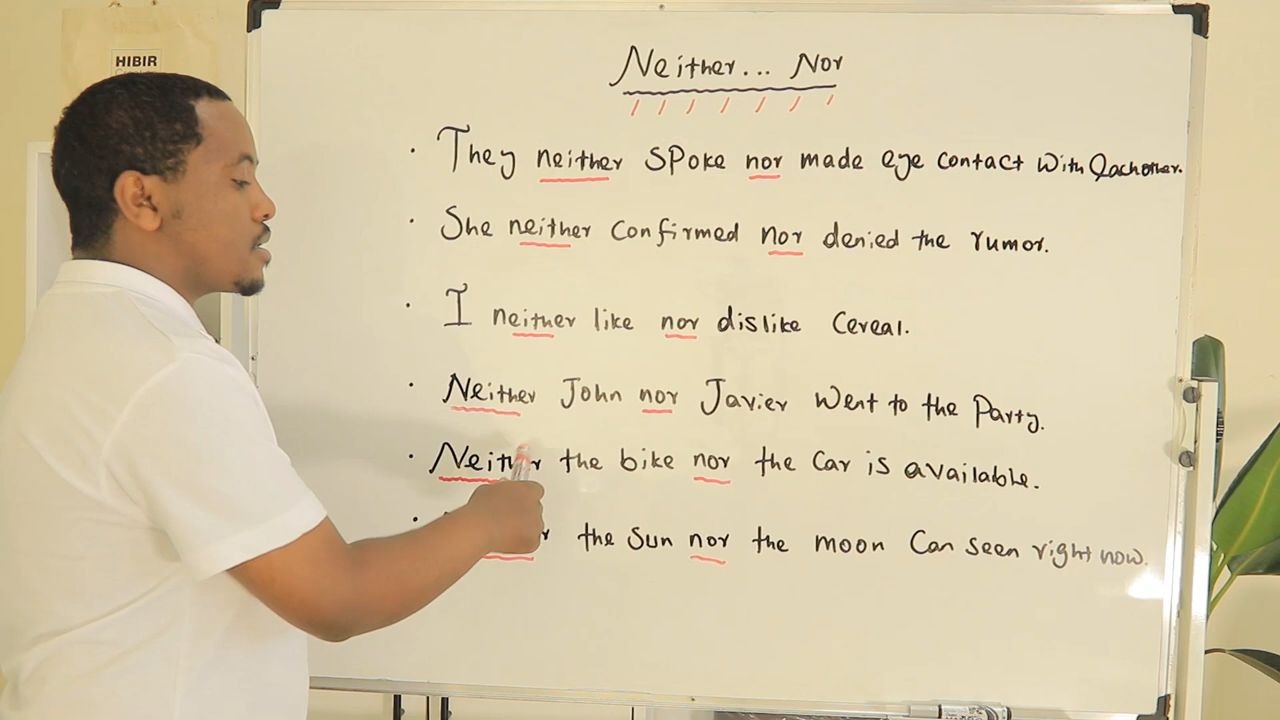 HIBIR
Neither... Nor
· They neither spoke nor made eye contact with Eachother.
· She neither confirmed nor denied the rumor.
· I neither like nor dislike Cereal.
· Neither John nor Javier went to the Party.
· Neither the bike nor the Car is available.
· the Sun nor the moon Can seen right now.